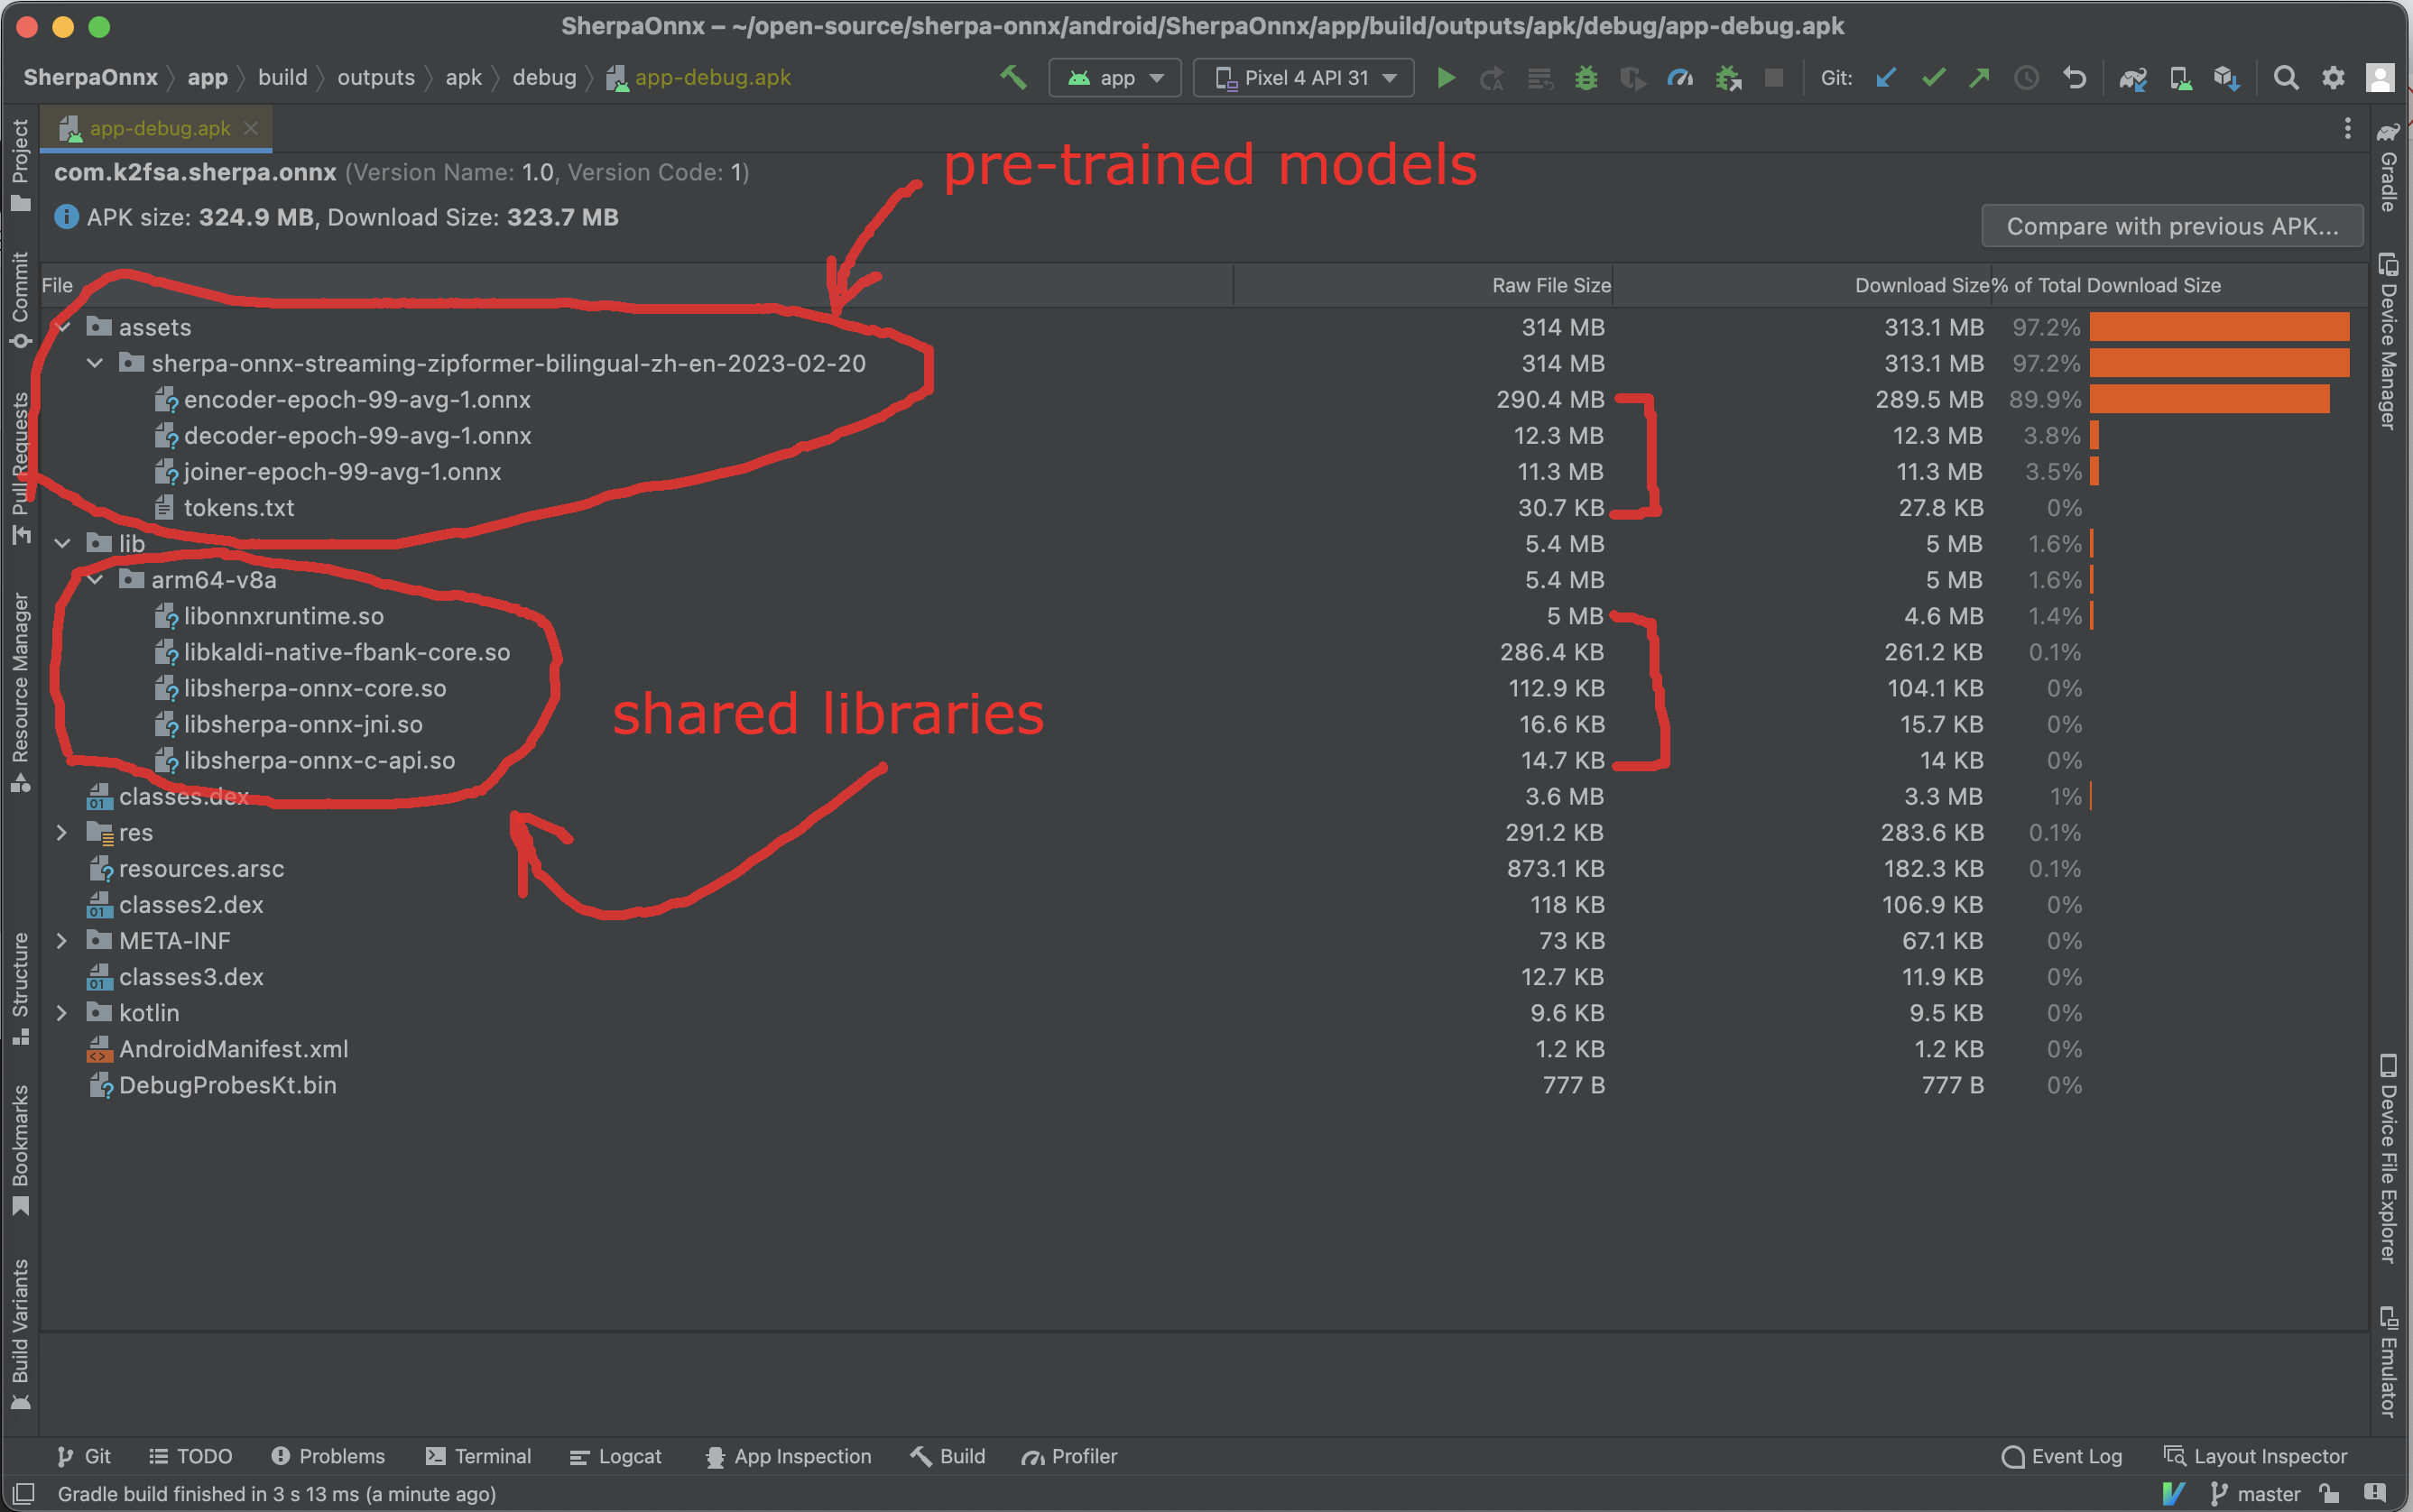 SherpaOnnx – ~/open-source/sherpa-onnx/android/SherpaOnnx/app/build/outputs/apk/debug/app-debug.apk
SherpaOnnx app build outputs apk debug app-debug.apk app Pixel 4 API 31 Git:
app-debug.apk
com.k2fsa.sherpa.onnx (Version Name: 1.0, Version Code: 1)
pre-trained models
APK size: 324.9 MB, Download Size: 323.7 MB
Compare with previous APK...
File Raw File Size Download Size % of Total Download Size
assets 314 MB 313.1 MB 97.2%
sherpa-onnx-streaming-zipformer-bilingual-zh-en-2023-02-20 314 MB 313.1 MB 97.2%
encoder-epoch-99-avg-1.onnx 290.4 MB 289.5 MB 89.9%
decoder-epoch-99-avg-1.onnx 12.3 MB 12.3 MB 3.8%
joiner-epoch-99-avg-1.onnx 11.3 MB 11.3 MB 3.5%
tokens.txt 30.7 KB 27.8 KB 0%
lib 5.4 MB 5 MB 1.6%
arm64-v8a 5.4 MB 5 MB 1.6%
libonnxruntime.so 5 MB 4.6 MB 1.4%
libkaldi-native-fbank-core.so 286.4 KB 261.2 KB 0.1%
libsherpa-onnx-core.so 112.9 KB 104.1 KB 0%
libsherpa-onnx-jni.so 16.6 KB 15.7 KB 0%
libsherpa-onnx-c-api.so 14.7 KB 14 KB 0%
shared libraries
classes.dex 3.6 MB 3.3 MB 1%
res 291.2 KB 283.6 KB 0.1%
resources.arsc 873.1 KB 182.3 KB 0.1%
classes2.dex 118 KB 106.9 KB 0%
META-INF 73 KB 67.1 KB 0%
classes3.dex 12.7 KB 11.9 KB 0%
kotlin 9.6 KB 9.5 KB 0%
AndroidManifest.xml 1.2 KB 1.2 KB 0%
DebugProbesKt.bin 777 B 777 B 0%
Project
Commit
Pull Requests
Resource Manager
Structure
Bookmarks
Build Variants
Gradle
Device Manager
Device File Explorer
Emulator
Git TODO Problems Terminal Logcat App Inspection Build Profiler Event Log Layout Inspector
Gradle build finished in 3 s 13 ms (a minute ago) master